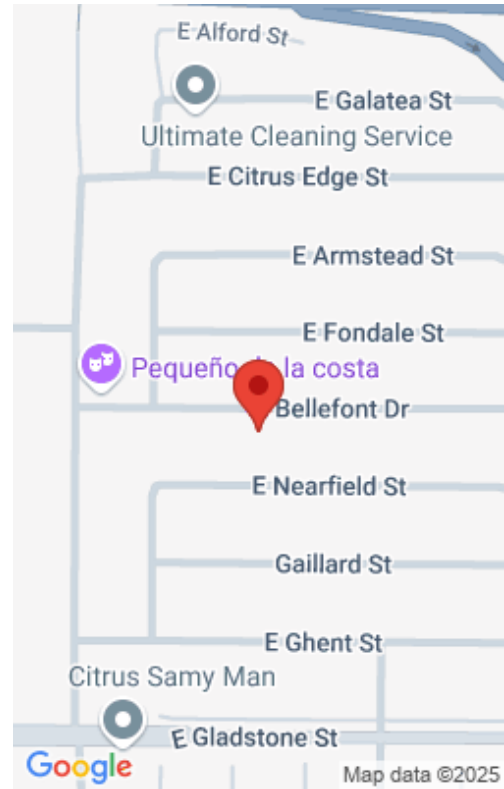 E Alford St
E Galatea St
Ultimate Cleaning Service
E Citrus Edge St
E Armstead St
E Fondale St
Pequeño de la costa
Bellefont Dr
E Nearfield St
Gaillard St
E Ghent St
Citrus Samy Man
E Gladstone St
Google
Map data ©2025